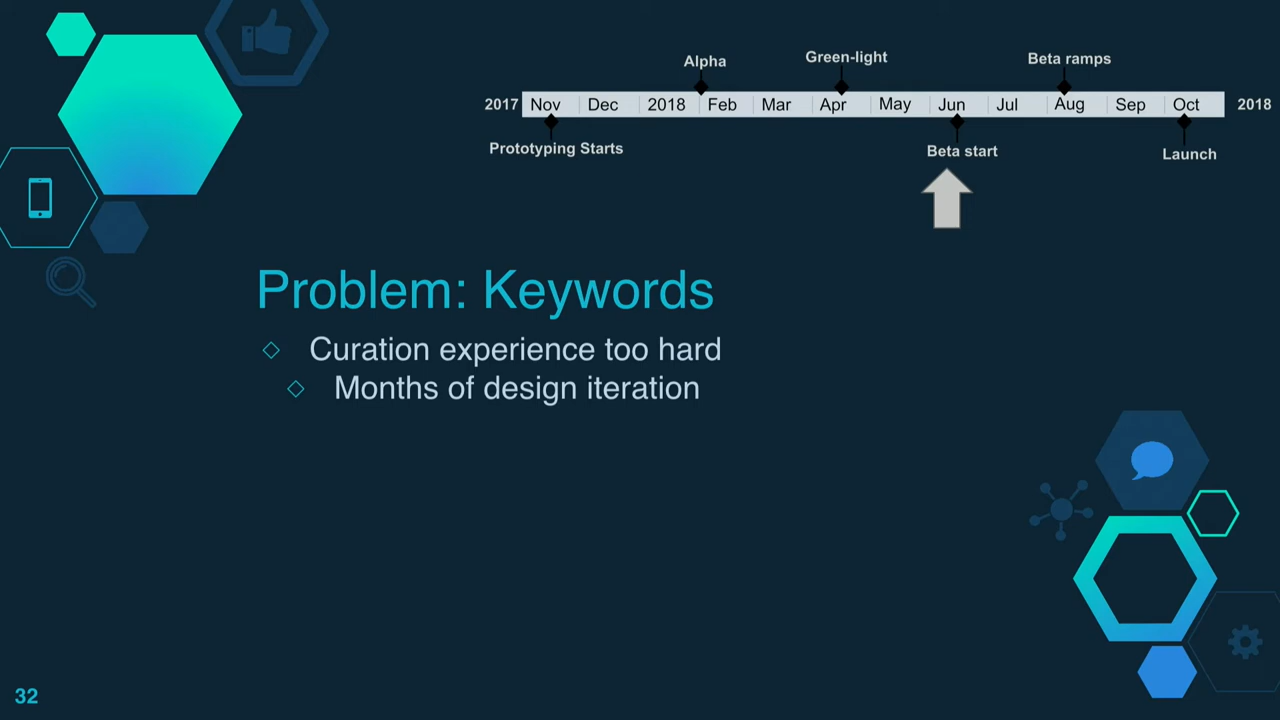 Alpha
Green-light
Beta ramps
2017 Nov Dec 2018 Feb Mar Apr May Jun Jul Aug Sep Oct 2018
Prototyping Starts
Beta start
Launch
Problem: Keywords
Curation experience too hard
Months of design iteration
32